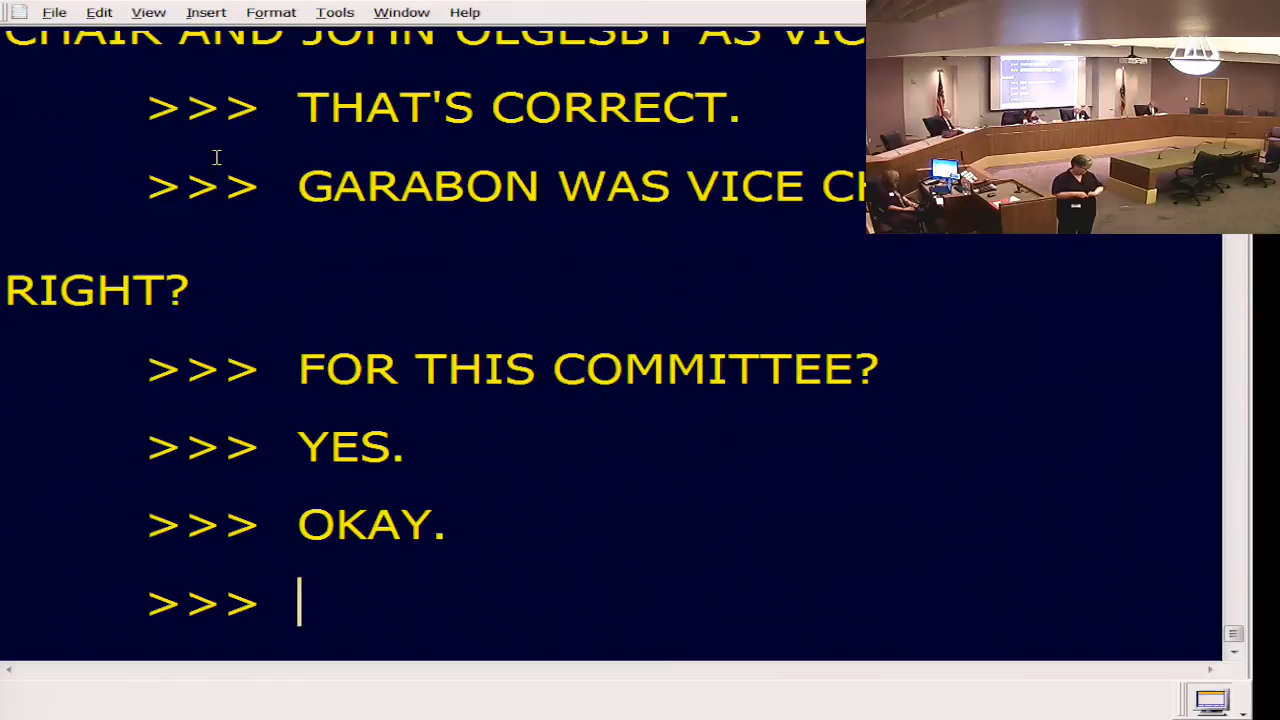 File Edit View Insert Format Tools Window Help
CHAIR AND JOHN OLGESBY AS VIC
>>> THAT'S CORRECT.
>>> GARABON WAS VICE CH
RIGHT?
>>> FOR THIS COMMITTEE?
>>> YES.
>>> OKAY.
>>>